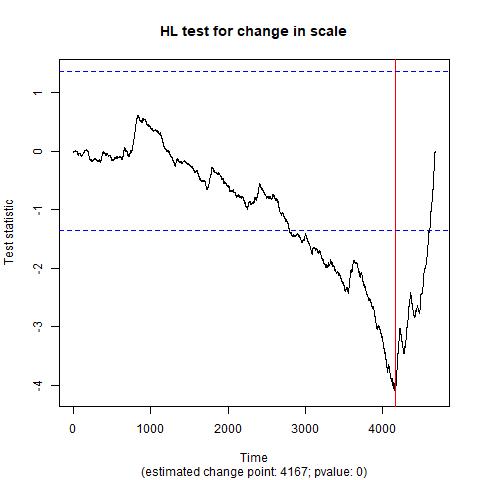 HL test for change in scale
Test statistic
1
0
-1
-2
-3
-4
0
1000
2000
3000
4000
Time
(estimated change point: 4167; pvalue: 0)